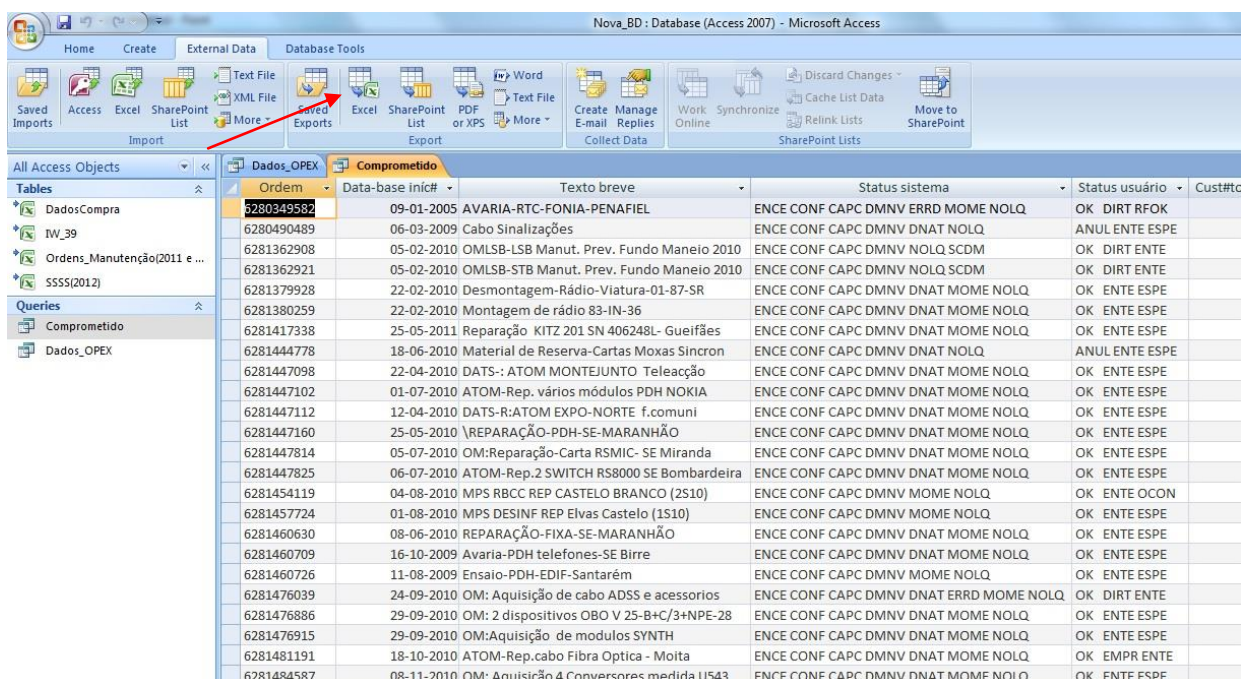 Nova_BD : Database (Access 2007) - Microsoft Access
Home Create External Data Database Tools
Saved Imports
Access
Excel
SharePoint List
Text File
XML File
More
Import
Saved Exports
Excel
SharePoint List
PDF or XPS
Word
Text File
More
Export
Create E-mail
Manage Replies
Collect Data
Work Online
Synchronize
Discard Changes
Cache List Data
Relink Lists
Move to SharePoint
SharePoint Lists
All Access Objects
Tables
DadosCompra
IW_39
Ordens_Manutenção(2011 e ...
SSSS(2012)
Queries
Comprometido
Dados_OPEX
Dados_OPEX Comprometido
Ordem Data-base iníc# Texto breve Status sistema Status usuário Cust#to
6280349582 09-01-2005 AVARIA-RTC-FONIA-PENAFIEL ENCE CONF CAPC DMNV ERRD MOME NOLQ OK DIRT RFOK
6280490489 06-03-2009 Cabo Sinalizações ENCE CONF CAPC DMNV DNAT NOLQ ANUL ENTE ESPE
6281362908 05-02-2010 OMLSB-LSB Manut. Prev. Fundo Maneio 2010 ENCE CONF CAPC DMNV NOLQ SCDM OK DIRT ENTE
6281362921 05-02-2010 OMLSB-STB Manut. Prev. Fundo Maneio 2010 ENCE CONF CAPC DMNV NOLQ SCDM OK DIRT ENTE
6281379928 22-02-2010 Desmontagem-Rádio-Viatura-01-87-SR ENCE CONF CAPC DMNV DNAT MOME NOLQ OK ENTE ESPE
6281380259 22-02-2010 Montagem de rádio 83-IN-36 ENCE CONF CAPC DMNV DNAT MOME NOLQ OK ENTE ESPE
6281417338 25-05-2011 Reparação KITZ 201 SN 406248L- Gueifães ENCE CONF CAPC DMNV DNAT MOME NOLQ OK ENTE ESPE
6281444778 18-06-2010 Material de Reserva-Cartas Moxas Sincron ENCE CONF CAPC DMNV DNAT NOLQ ANUL ENTE ESPE
6281447098 22-04-2010 DATS-: ATOM MONTEJUNTO Teleacção ENCE CONF CAPC DMNV DNAT MOME NOLQ OK ENTE ESPE
6281447102 01-07-2010 ATOM-Rep. vários módulos PDH NOKIA ENCE CONF CAPC DMNV DNAT MOME NOLQ OK ENTE ESPE
6281447112 12-04-2010 DATS-R:ATOM EXPO-NORTE f.comuni ENCE CONF CAPC DMNV DNAT MOME NOLQ OK ENTE ESPE
6281447160 25-05-2010 \REPARAÇÃO-PDH-SE-MARANHÃO ENCE CONF CAPC DMNV DNAT MOME NOLQ OK ENTE ESPE
6281447814 05-07-2010 OM:Reparação-Carta RSMIC- SE Miranda ENCE CONF CAPC DMNV DNAT MOME NOLQ OK ENTE ESPE
6281447825 06-07-2010 ATOM-Rep.2 SWITCH RS8000 SE Bombardeira ENCE CONF CAPC DMNV DNAT MOME NOLQ OK ENTE ESPE
6281454119 04-08-2010 MPS RBCC REP CASTELO BRANCO (2S10) ENCE CONF CAPC DMNV MOME NOLQ OK ENTE OCON
6281457724 01-08-2010 MPS DESINF REP Elvas Castelo (1S10) ENCE CONF CAPC DMNV MOME NOLQ OK ENTE ESPE
6281460630 08-06-2010 REPARAÇÃO-FIXA-SE-MARANHÃO ENCE CONF CAPC DMNV DNAT MOME NOLQ OK ENTE ESPE
6281460709 16-10-2009 Avaria-PDH telefones-SE Birre ENCE CONF CAPC DMNV DNAT MOME NOLQ OK ENTE ESPE
6281460726 11-08-2009 Ensaio-PDH-EDIF-Santarém ENCE CONF CAPC DMNV MOME NOLQ OK ENTE ESPE
6281476039 24-09-2010 OM: Aquisição de cabo ADSS e acessorios ENCE CONF CAPC DMNV DNAT ERRD MOME NOLQ OK DIRT ENTE
6281476886 29-09-2010 OM: 2 dispositivos OBO V 25-B+C/3+NPE-28 ENCE CONF CAPC DMNV DNAT MOME NOLQ OK ENTE ESPE
6281476915 29-09-2010 OM:Aquisição de modulos SYNTH ENCE CONF CAPC DMNV DNAT MOME NOLQ OK ENTE ESPE
6281481191 18-10-2010 ATOM-Rep.cabo Fibra Optica - Moita ENCE CONF CAPC DMNV DNAT MOME NOLQ OK EMPR ENTE
6281484587 08-11-2010 OM: Aquisição 4 Conversores medida U543 ENCE CONF CAPC DMNV DNAT MOME NOLQ OK ENTE ESPE